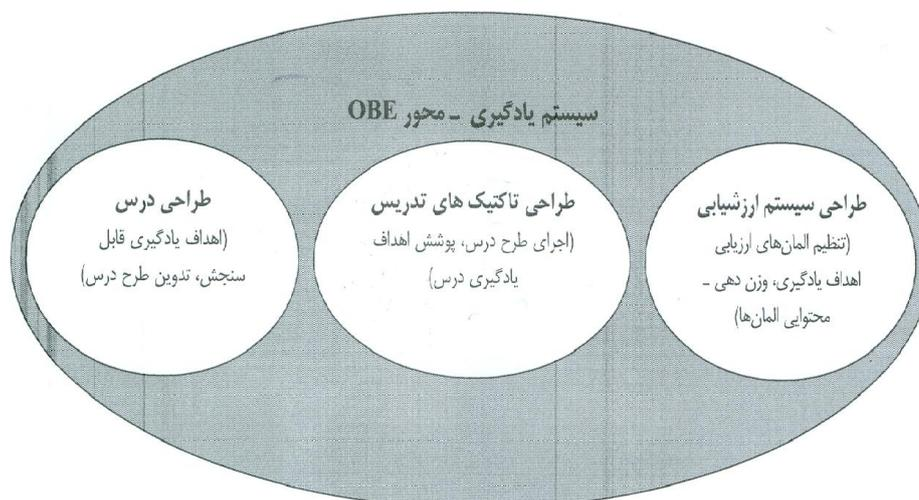 سیستم یادگیری - محور OBE
طراحی سیستم ارزشیابی
(تنظیم المان‌های ارزیابی
اهداف یادگیری، وزن دهی -
محتوایی المان‌ها)
طراحی تاکتیک های تدریس
(اجرای طرح درس، پوشش اهداف
یادگیری درس)
طراحی درس
(اهداف یادگیری قابل
سنجش، تدوین طرح درس)